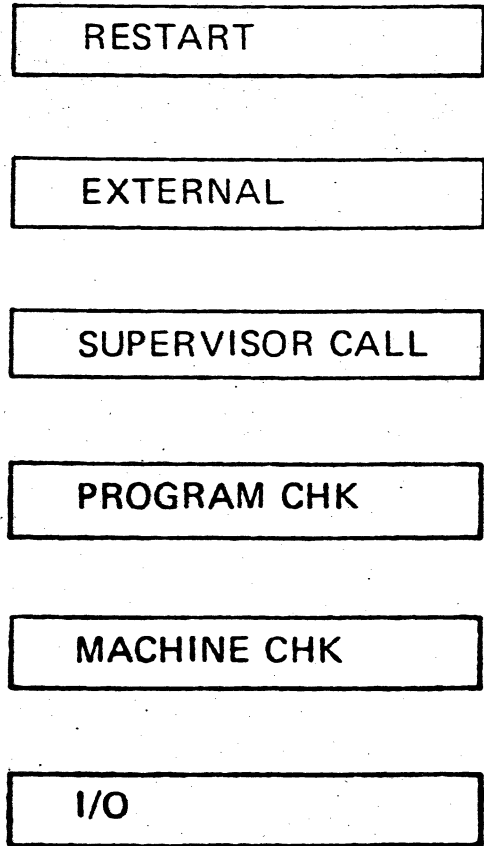 RESTART
EXTERNAL
SUPERVISOR CALL
PROGRAM CHK
MACHINE CHK
I/O